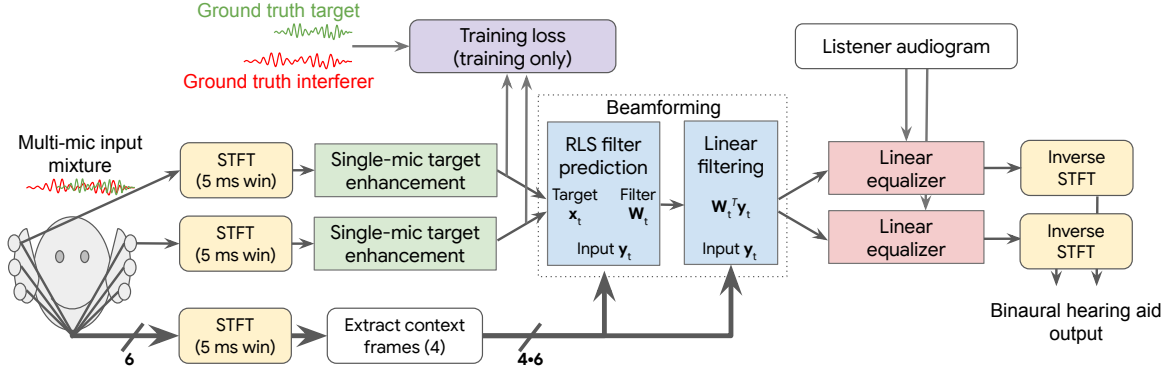 Ground truth target
Ground truth interferer
Training loss
(training only)
Listener audiogram
Multi-mic input
mixture
STFT
(5 ms win)
Single-mic target
enhancement
STFT
(5 ms win)
Single-mic target
enhancement
Beamforming
RLS filter
prediction
Target Filter
x_t W_t
Input y_t
Linear
filtering
W_t^T y_t
Input y_t
Linear
equalizer
Linear
equalizer
Inverse
STFT
Inverse
STFT
Binaural hearing aid
output
6
STFT
(5 ms win)
Extract context
frames (4)
4•6